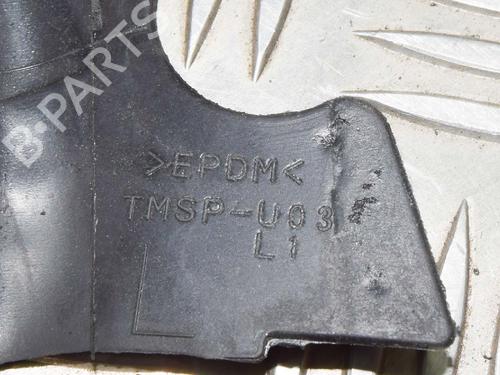 B-PARTS
>EPDM<
TMSP-U03
L1
L